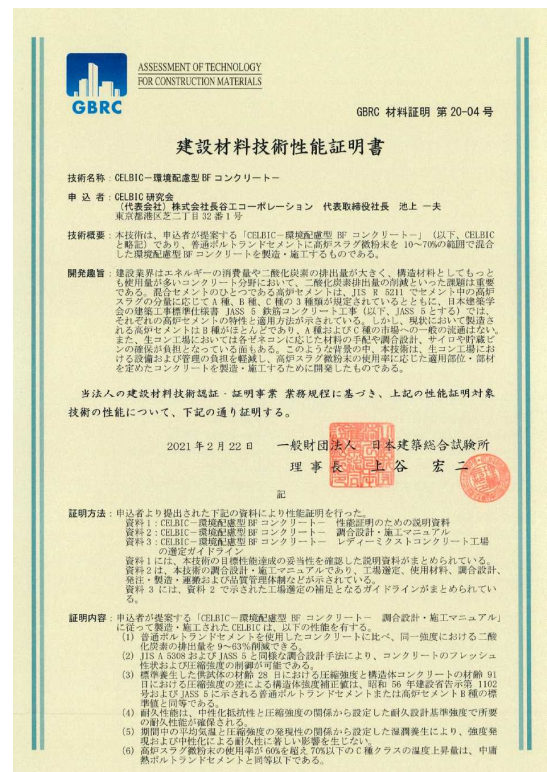 ASSESSMENT OF TECHNOLOGY
FOR CONSTRUCTION MATERIALS
GBRC
GBRC 材料証明 第 20-04 号
建設材料技術性能証明書
技術名称：CELBIC－環境配慮型 BF コンクリート－
申 込 者：CELBIC 研究会
（代表会社）株式会社長谷工コーポレーション 代表取締役社長 池上 一夫
東京都港区芝二丁目 32 番 1 号
技術概要：本技術は、申込者が提案する「CELBIC－環境配慮型 BF コンクリート－」（以下、CELBIC
と略記）であり、普通ポルトランドセメントに高炉スラグ微粉末を 10～70%の範囲で混合
した環境配慮型 BF コンクリートを製造・施工するものである。
開発趣旨：建設業界はエネルギーの消費量や二酸化炭素の排出量が大きく、構造材料としてもっと
も使用量が多いコンクリート分野において、二酸化炭素排出量の削減といった課題は重要
である。混合セメントのひとつである高炉セメントは、JIS R 5211 でセメント中の高炉
スラグの分量に応じて A 種、B 種、C 種の 3 種類が規定されているとともに、日本建築学
会の建築工事標準仕様書 JASS 5 鉄筋コンクリート工事（以下、JASS 5 とする）では、
それぞれの高炉セメントの特性と適用方法が示されている。しかし、現状において製造さ
れる高炉セメントは B 種がほとんどであり、A 種および C 種の市場への一般の流通はない。
また、生コン工場においては各ゼネコンに応じた材料の手配や調合設計、サイロや貯蔵ビ
ンの確保が負担となっている面もある。このような背景の中、本技術は、生コン工場にお
ける設備および管理の負担を軽減し、高炉スラグ微粉末の使用率に応じた適用部位・部材
を定めたコンクリートを製造・施工するために開発したものである。
当法人の建設材料技術認証・証明事業 業務規程に基づき、上記の性能証明対象
技術の性能について、下記の通り証明する。
2021 年 2 月 22 日 一般財団法人 日本建築総合試験所
理 事 長 上 谷 宏 二
記
証明方法：申込者より提出された下記の資料により性能証明を行った。
資料 1：CELBIC－環境配慮型 BF コンクリート－ 性能証明のための説明資料
資料 2：CELBIC－環境配慮型 BF コンクリート－ 調合設計・施工マニュアル
資料 3：CELBIC－環境配慮型 BF コンクリート－ レディーミクストコンクリート工場
の選定ガイドライン
資料 1 には、本技術の目標性能達成の妥当性を確認した説明資料がまとめられている。
資料 2 は、本技術の調合設計・施工マニュアルであり、工場選定、使用材料、調合設計、
発注・製造・運搬および品質管理体制などが示されている。
資料 3 には、資料 2 で示された工場選定の補足となるガイドラインがまとめられてい
る。
証明内容：申込者が提案する「CELBIC－環境配慮型 BF コンクリート－ 調合設計・施工マニュアル」
に従って製造・施工された CELBIC は、以下の性能を有する。
(1) 普通ポルトランドセメントを使用したコンクリートに比べ、同一強度における二酸
化炭素の排出量を 9～63%削減できる。
(2) JIS A 5308 および JASS 5 と同様な調合設計手法により、コンクリートのフレッシュ
性状および圧縮強度の制御が可能である。
(3) 標準養生した供試体の材齢 28 日における圧縮強度と構造体コンクリートの材齢 91
日における圧縮強度の差による構造体強度補正値は、昭和 56 年建設省告示第 1102
号および JASS 5 に示される普通ポルトランドセメントまたは高炉セメント B 種の標
準値と同等である。
(4) 耐久性能は、中性化抵抗性と圧縮強度の関係から設定した耐久設計基準強度で所要
の耐久性能が確保される。
(5) 期間中の平均気温と圧縮強度の発現性の関係から設定した湿潤養生により、強度発
現および中性化による耐久性に著しい影響を生じない。
(6) 高炉スラグ微粉末の使用率が 60%を超え 70%以下の C 種クラスの温度上昇量は、中庸
熱ポルトランドセメントと同等以下である。